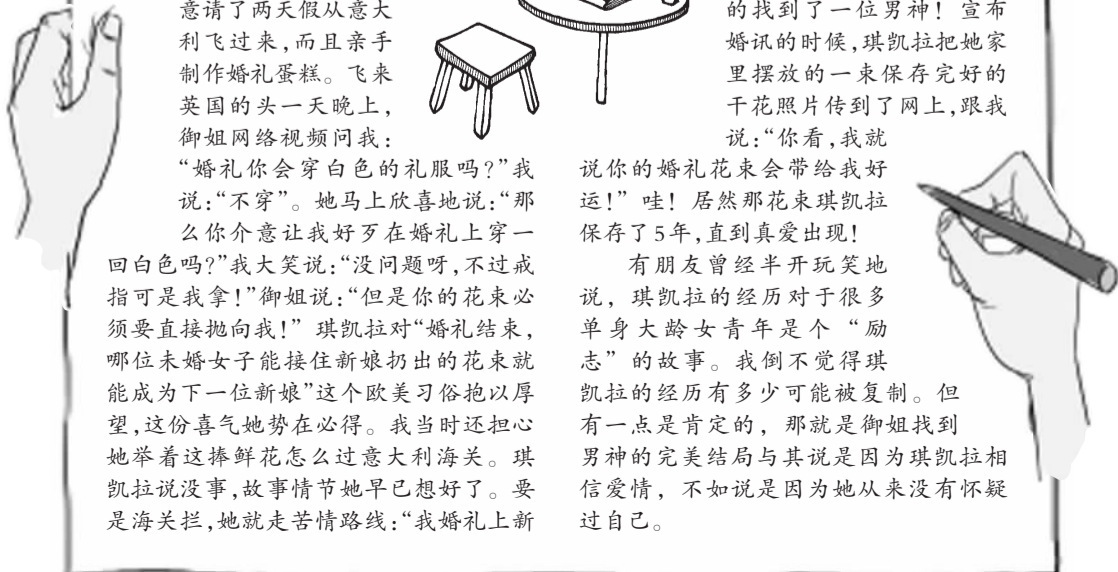 意请了两天假从意大
利飞过来，而且亲手
制作婚礼蛋糕。飞来
英国的头一天晚上，
御姐网络视频问我：
“婚礼你会穿白色的礼服吗？”我
说：“不穿”。她马上欣喜地说：“那
么你介意让我好歹在婚礼上穿一
回白色吗？”我大笑说：“没问题呀，不过戒
指可是我拿！”御姐说：“但是你的花束必
须要直接抛向我！”琪凯拉对“婚礼结束，
哪位未婚女子能接住新娘扔出的花束就
能成为下一位新娘”这个欧美习俗抱以厚
望，这份喜气她势在必得。我当时还担心
她举着这捧鲜花怎么过意大利海关。琪
凯拉说没事，故事情节她早已想好了。要
是海关拦，她就走苦情路线：“我婚礼上新
的找到了一位男神！宣布
婚讯的时候，琪凯拉把她家
里摆放的一束保存完好的
干花照片传到了网上，跟我
说：“你看，我就
说你的婚礼花束会带给我好
运！”哇！居然那花束琪凯拉
保存了5年，直到真爱出现！
有朋友曾经半开玩笑地
说，琪凯拉的经历对于很多
单身大龄女青年是个“励
志”的故事。我倒不觉得琪
凯拉的经历有多少可能被复制。但
有一点是肯定的，那就是御姐找到
男神的完美结局与其说是因为琪凯拉相
信爱情，不如说是因为她从来没有怀疑
过自己。